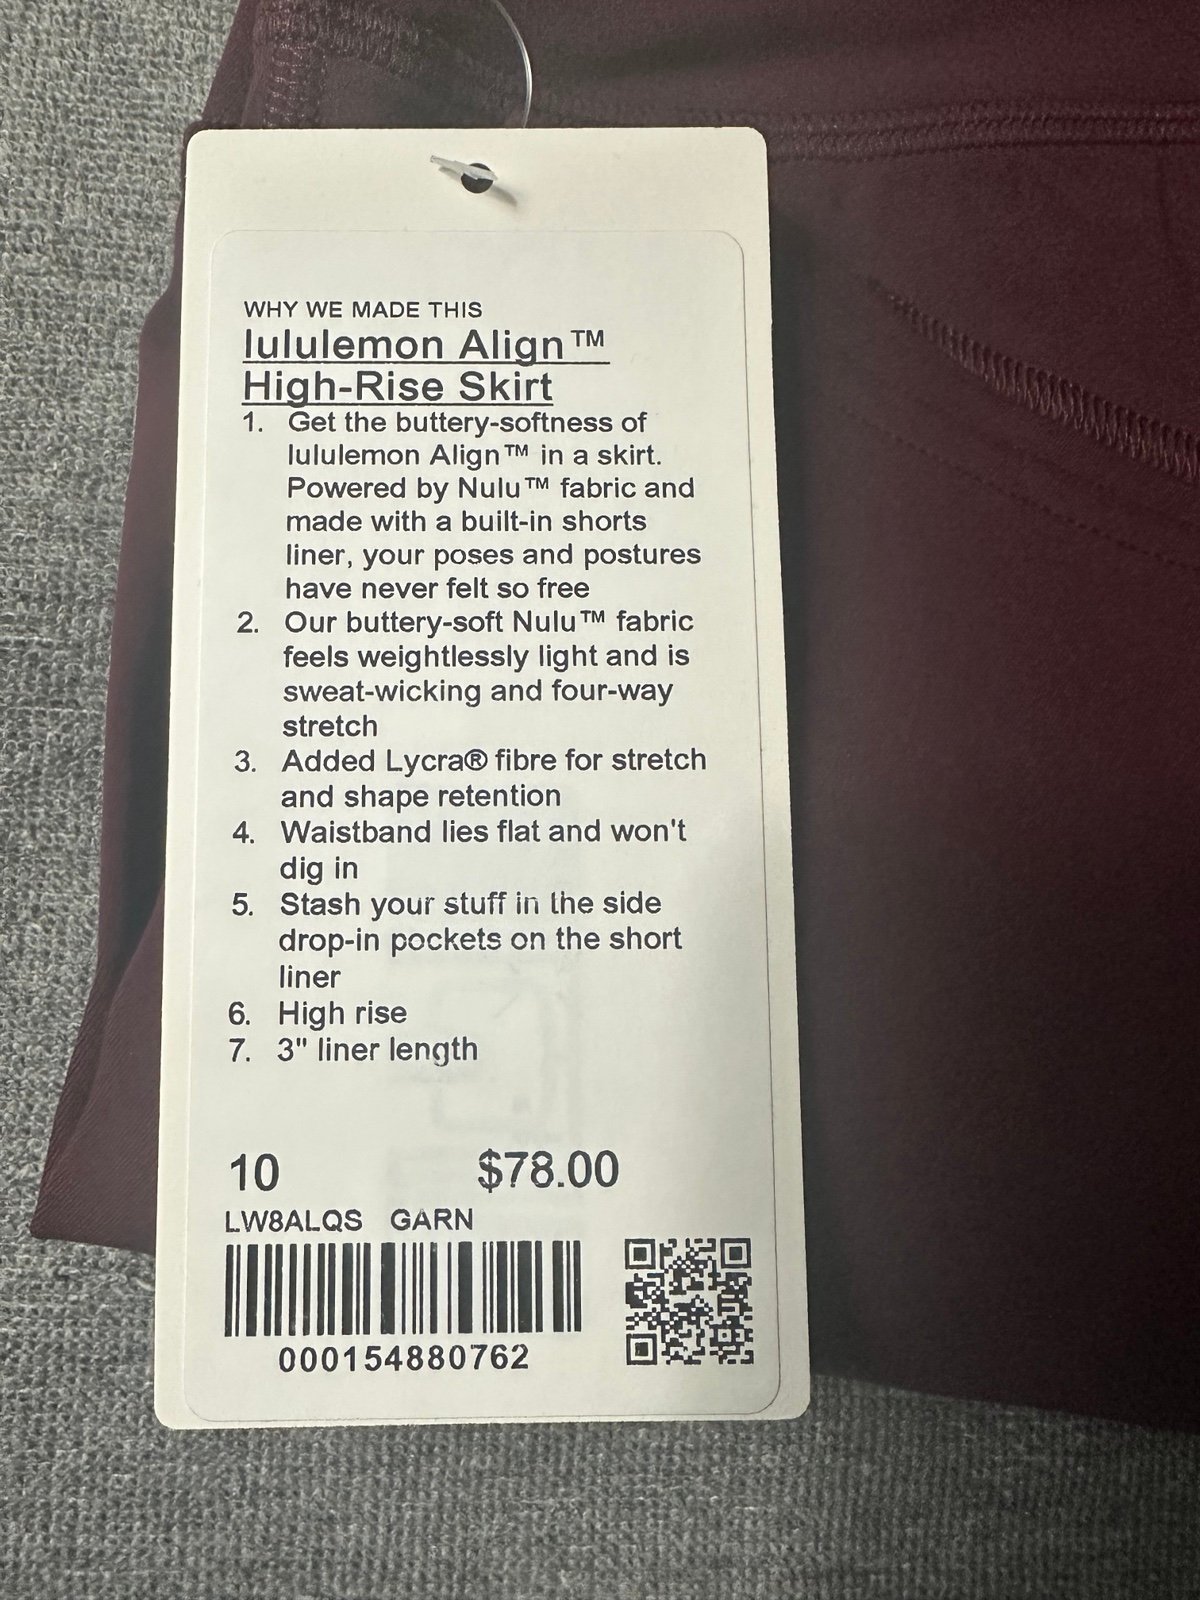 WHY WE MADE THIS
lululemon Align™
High-Rise Skirt
1. Get the buttery-softness of
lululemon Align™ in a skirt.
Powered by Nulu™ fabric and
made with a built-in shorts
liner, your poses and postures
have never felt so free
2. Our buttery-soft Nulu™ fabric
feels weightlessly light and is
sweat-wicking and four-way
stretch
3. Added Lycra® fibre for stretch
and shape retention
4. Waistband lies flat and won't
dig in
5. Stash your stuff in the side
drop-in pockets on the short
liner
6. High rise
7. 3" liner length
10 $78.00
LW8ALQS GARN
000154880762